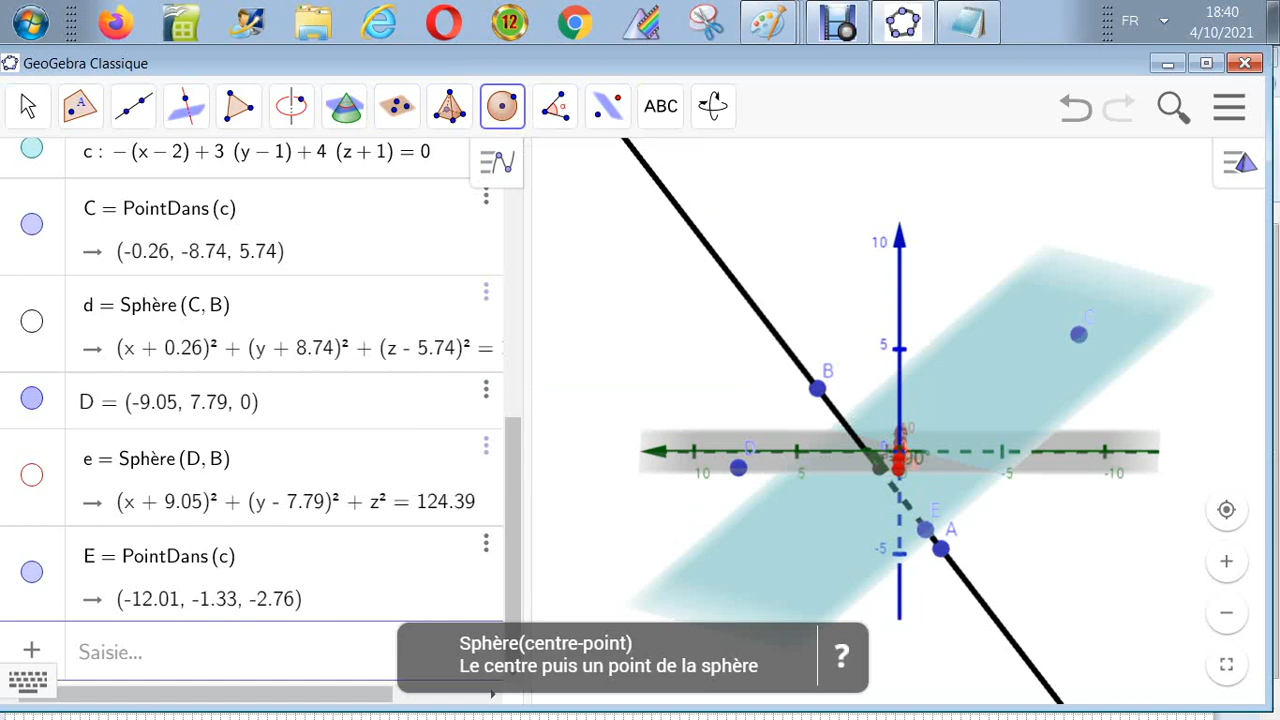 12
FR
18:40
4/10/2021
GeoGebra Classique
A
α
ABC
c : −(x − 2) + 3 (y − 1) + 4 (z + 1) = 0
C = PointDans (c)
→ (-0.26, -8.74, 5.74)
d = Sphère (C, B)
→ (x + 0.26)² + (y + 8.74)² + (z - 5.74)² =
D = (-9.05, 7.79, 0)
e = Sphère (D, B)
→ (x + 9.05)² + (y - 7.79)² + z² = 124.39
E = PointDans (c)
→ (-12.01, -1.33, -2.76)
Saisie...
10
C
5
B
D
10
5
-5
-10
E
A
-5
Sphère(centre-point)
Le centre puis un point de la sphère
?